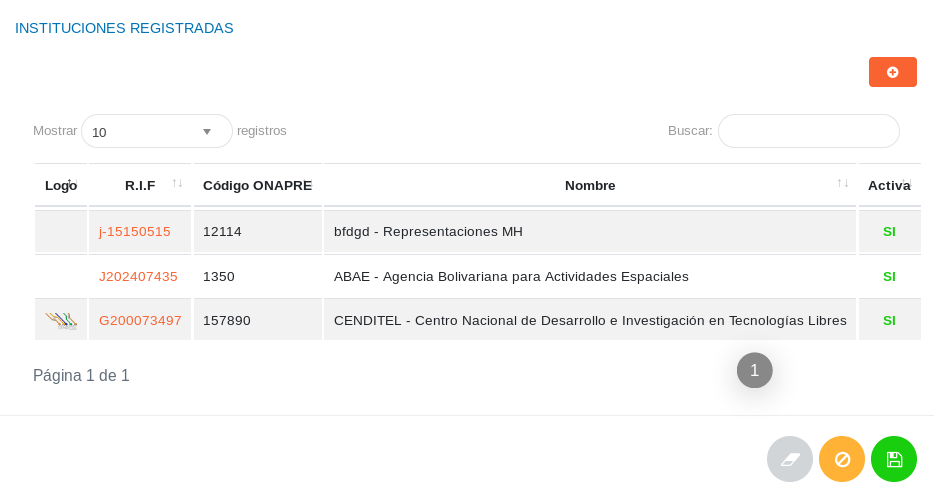 INSTITUCIONES REGISTRADAS
Mostrar 10 registros Buscar:
Logo R.I.F Código ONAPRE Nombre Activa
j-15150515 12114 bfdgd - Representaciones MH SI
J202407435 1350 ABAE - Agencia Bolivariana para Actividades Espaciales SI
G200073497 157890 CENDITEL - Centro Nacional de Desarrollo e Investigación en Tecnologías Libres SI
Página 1 de 1 1